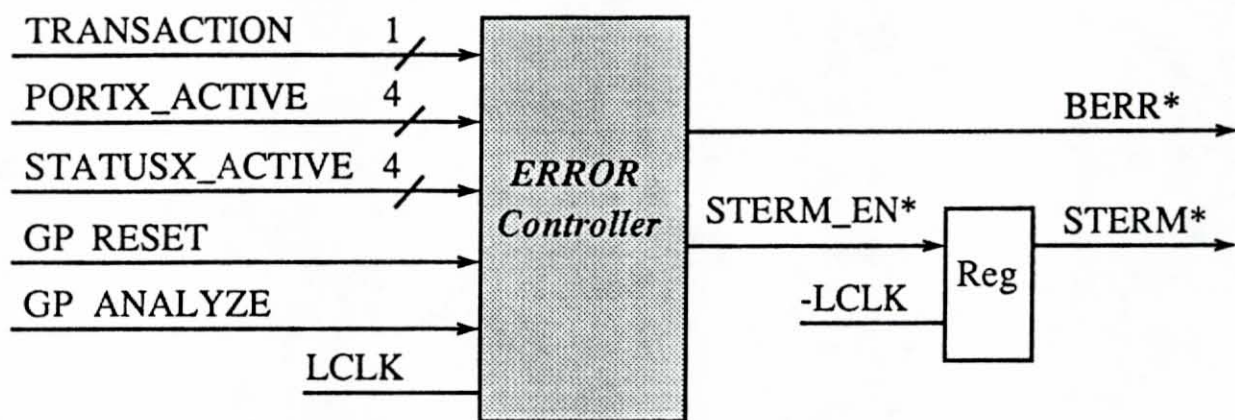 TRANSACTION 1
PORTX_ACTIVE 4
STATUSX_ACTIVE 4
GP RESET
GP ANALYZE
LCLK
ERROR
Controller
BERR*
STERM_EN*
-LCLK
Reg
STERM*